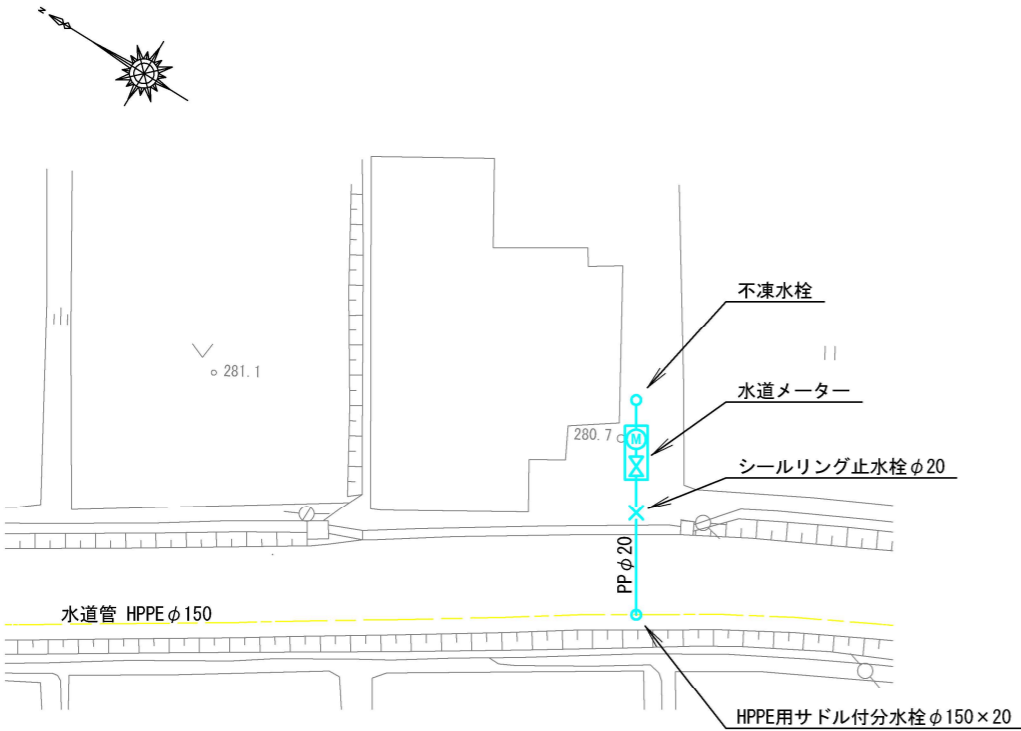 N
不凍水栓
281.1
水道メーター
280.7
M
シールリング止水栓φ20
PPφ20
水道管 HPPEφ150
HPPE用サドル付分水栓φ150×20